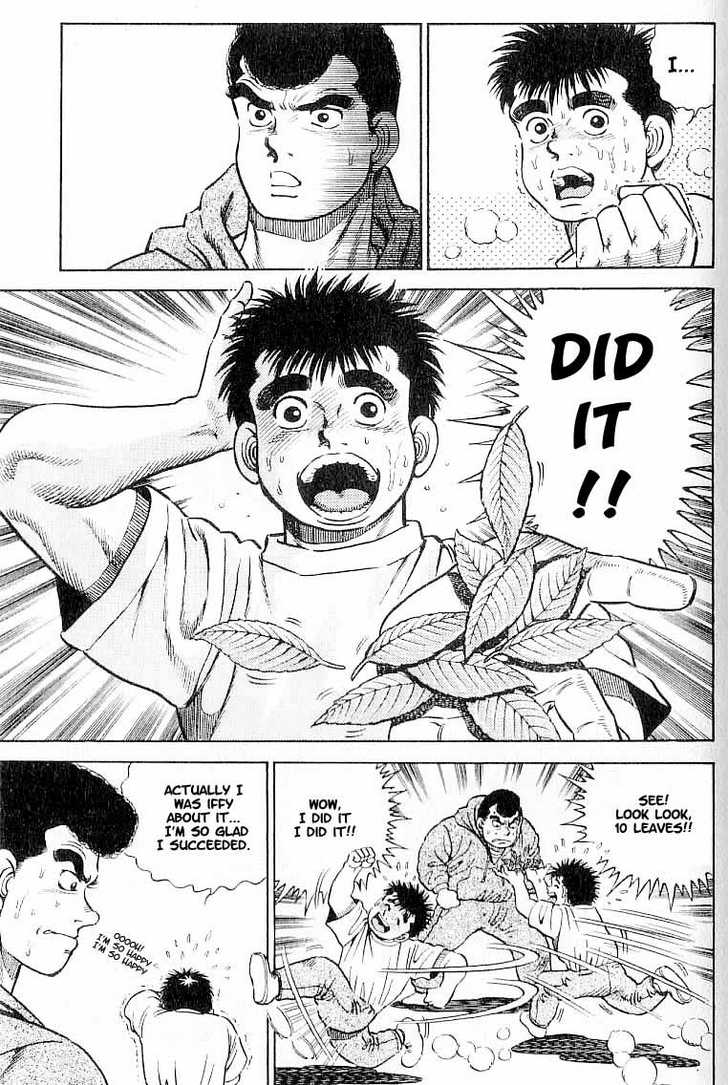 I...
DID
IT
!!
SEE!
LOOK LOOK,
10 LEAVES!!
WOW,
I DID IT
I DID IT!!
ACTUALLY I
WAS IFFY
ABOUT IT...
I'M SO GLAD
I SUCCEEDED.
OOOOH!
I'M SO HAPPY
I'M SO HAPPY